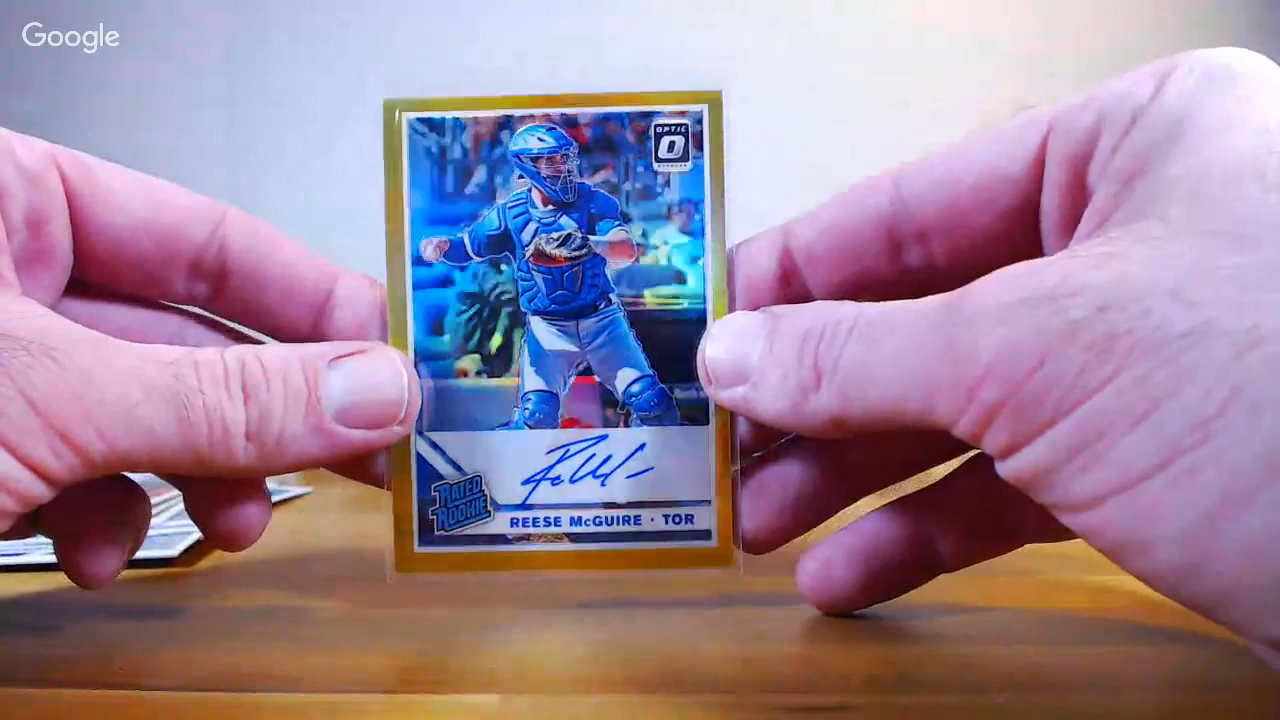 Google
OPTIC
O
RATED
ROOKIE
REESE McGUIRE · TOR